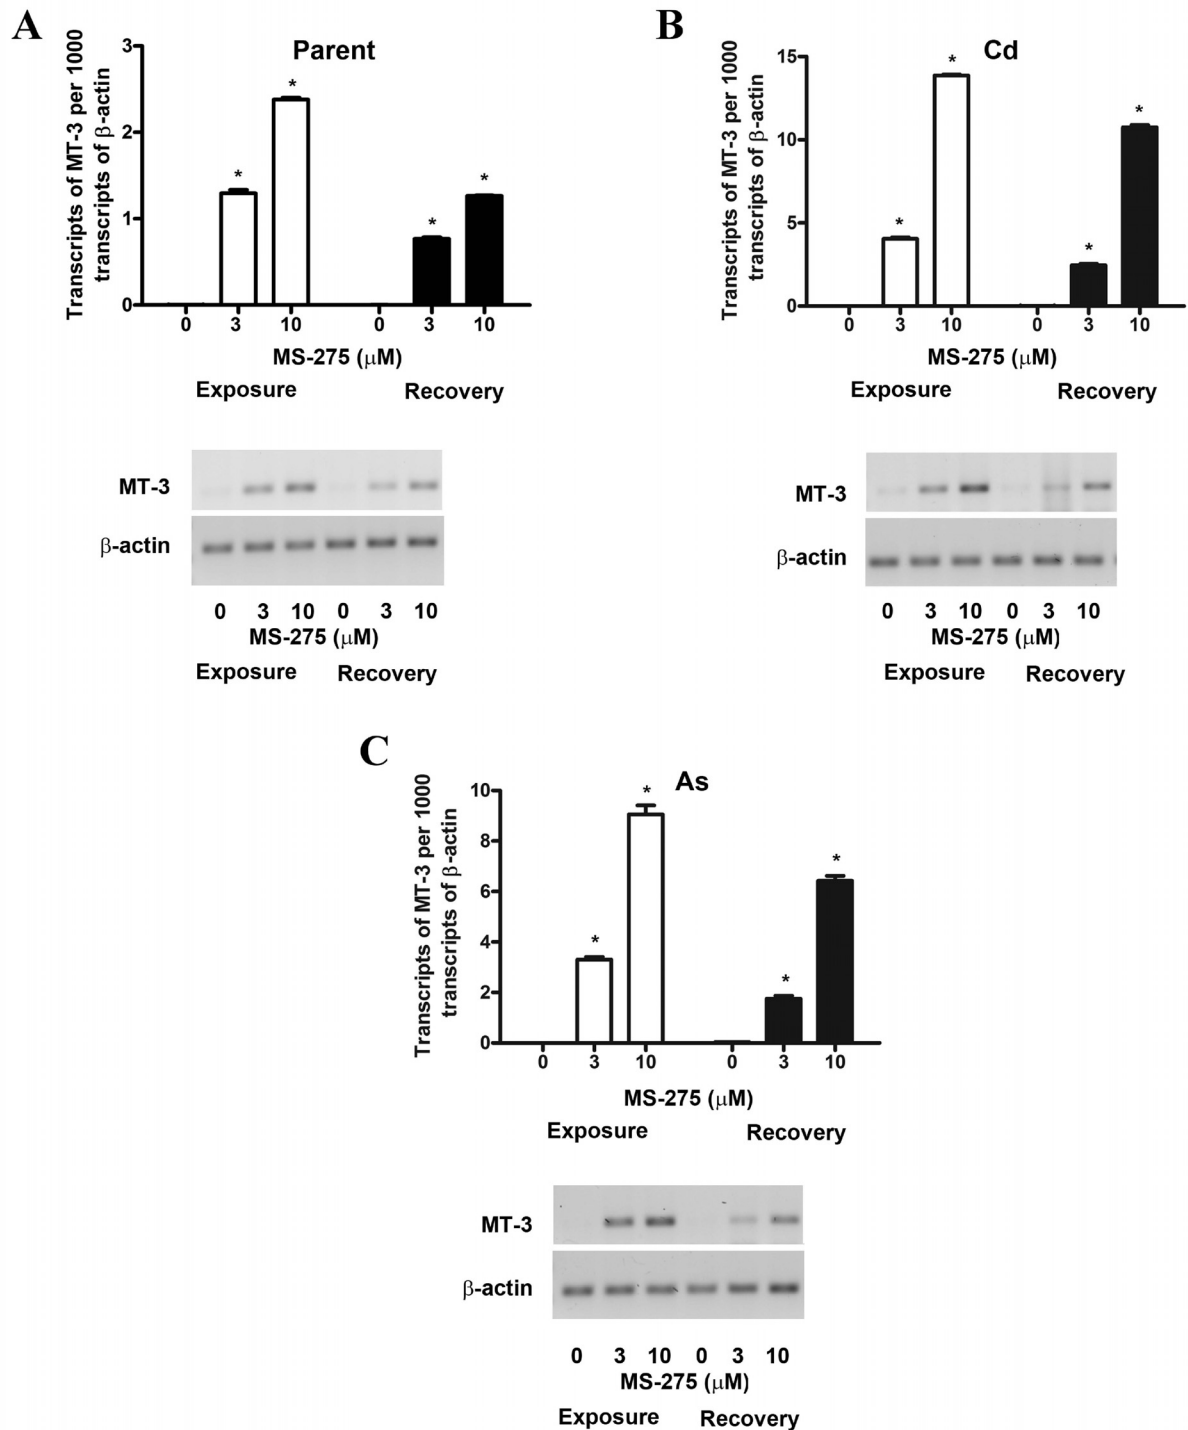 A
Parent
Transcripts of MT-3 per 1000
transcripts of β-actin
3
2
1
0
*
*
*
*
0 3 10 0 3 10
MS-275 (μM)
Exposure Recovery
MT-3
β-actin
0 3 10 0 3 10
MS-275 (μM)
Exposure Recovery
B
Cd
Transcripts of MT-3 per 1000
transcripts of β-actin
15
10
5
0
*
*
*
*
0 3 10 0 3 10
MS-275 (μM)
Exposure Recovery
MT-3
β-actin
0 3 10 0 3 10
MS-275 (μM)
Exposure Recovery
C
As
Transcripts of MT-3 per 1000
transcripts of β-actin
10
8
6
4
2
0
*
*
*
*
0 3 10 0 3 10
MS-275 (μM)
Exposure Recovery
MT-3
β-actin
0 3 10 0 3 10
MS-275 (μM)
Exposure Recovery